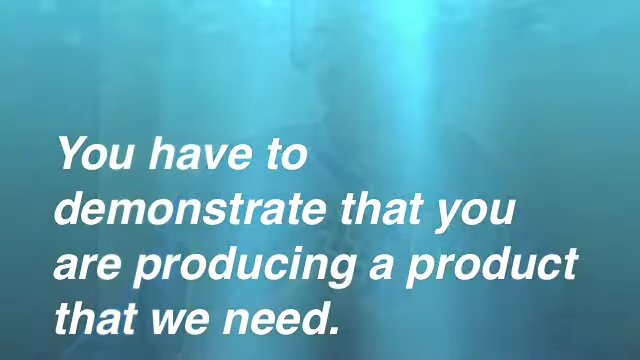 You have to
demonstrate that you
are producing a product
that we need.